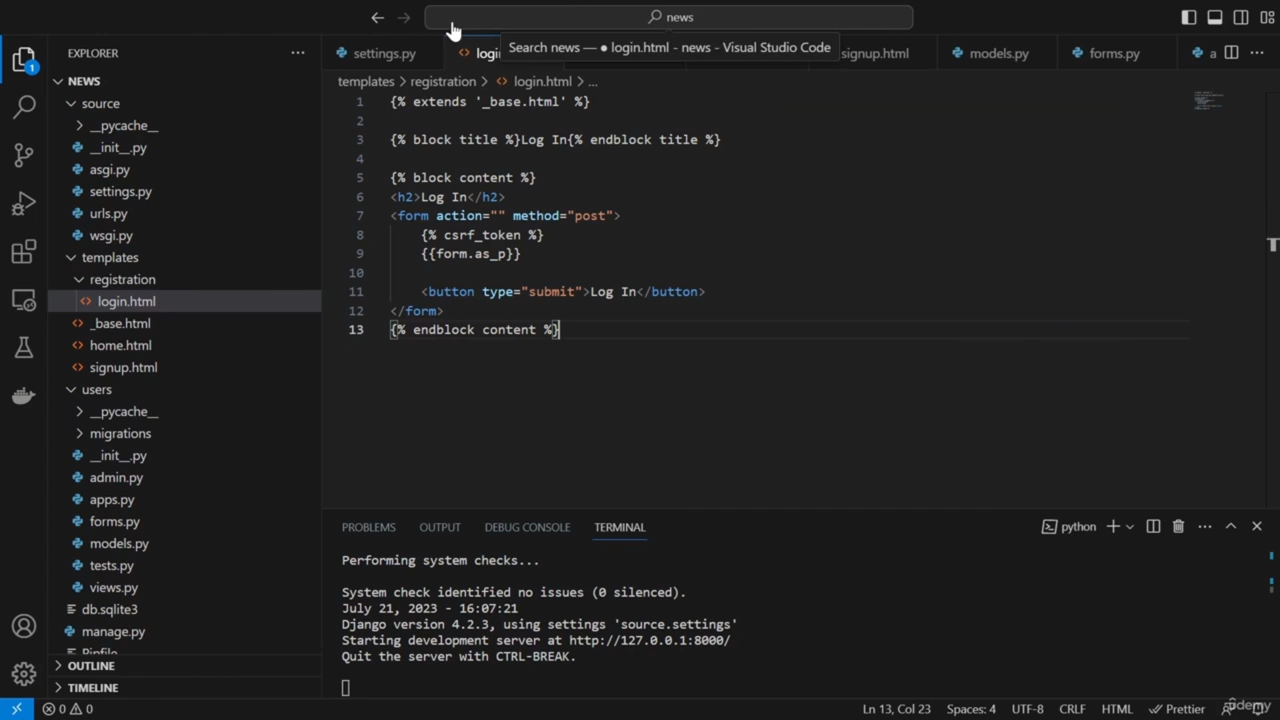 news
Search news — ● login.html - news - Visual Studio Code
1
EXPLORER
NEWS
source
__pycache__
__init__.py
asgi.py
settings.py
urls.py
wsgi.py
templates
registration
login.html
_base.html
home.html
signup.html
users
__pycache__
migrations
__init__.py
admin.py
apps.py
forms.py
models.py
tests.py
views.py
db.sqlite3
manage.py
Pipfile
OUTLINE
TIMELINE
settings.py
login
signup.html
models.py
forms.py
a
templates > registration > login.html > ...
1 {% extends '_base.html' %}
2
3 {% block title %}Log In{% endblock title %}
4
5 {% block content %}
6 <h2>Log In</h2>
7 <form action="" method="post">
8 {% csrf_token %}
9 {{form.as_p}}
10
11 <button type="submit">Log In</button>
12 </form>
13 {% endblock content %}
PROBLEMS OUTPUT DEBUG CONSOLE TERMINAL
python
Performing system checks...
System check identified no issues (0 silenced).
July 21, 2023 - 16:07:21
Django version 4.2.3, using settings 'source.settings'
Starting development server at http://127.0.0.1:8000/
Quit the server with CTRL-BREAK.
0 0
Ln 13, Col 23 Spaces: 4 UTF-8 CRLF HTML Prettier
ûdemy